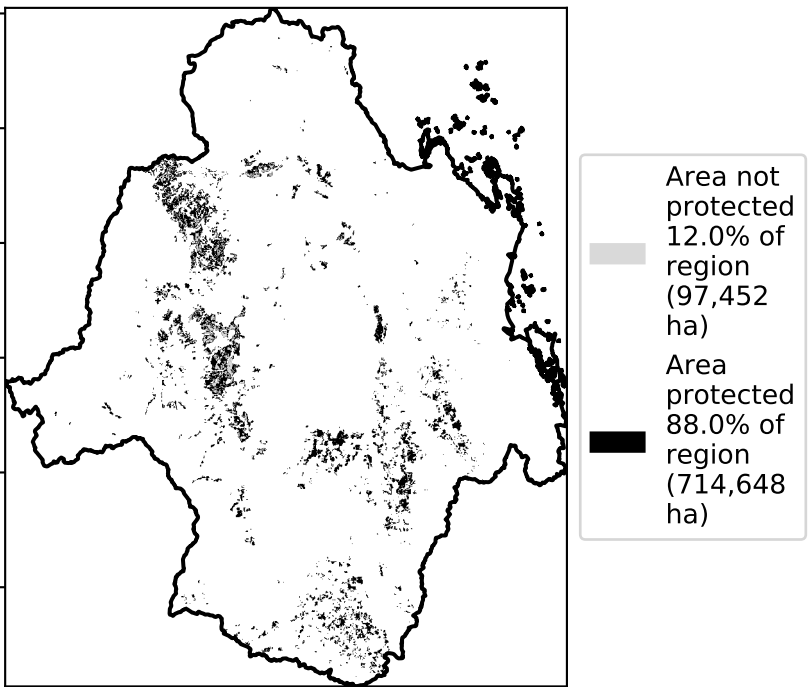 Area not
protected
12.0% of
region
(97,452
ha)
Area
protected
88.0% of
region
(714,648
ha)